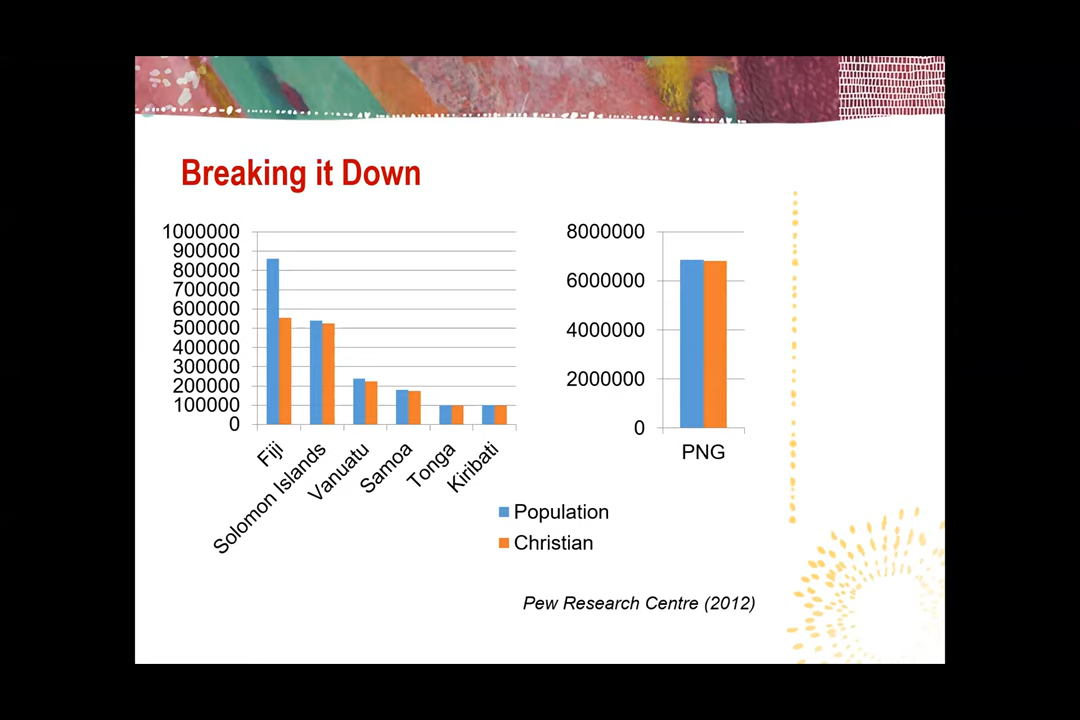 Breaking it Down
1000000
900000
800000
700000
600000
500000
400000
300000
200000
100000
0
Fiji
Solomon Islands
Vanuatu
Samoa
Tonga
Kiribati
8000000
6000000
4000000
2000000
0
PNG
Population
Christian
Pew Research Centre (2012)